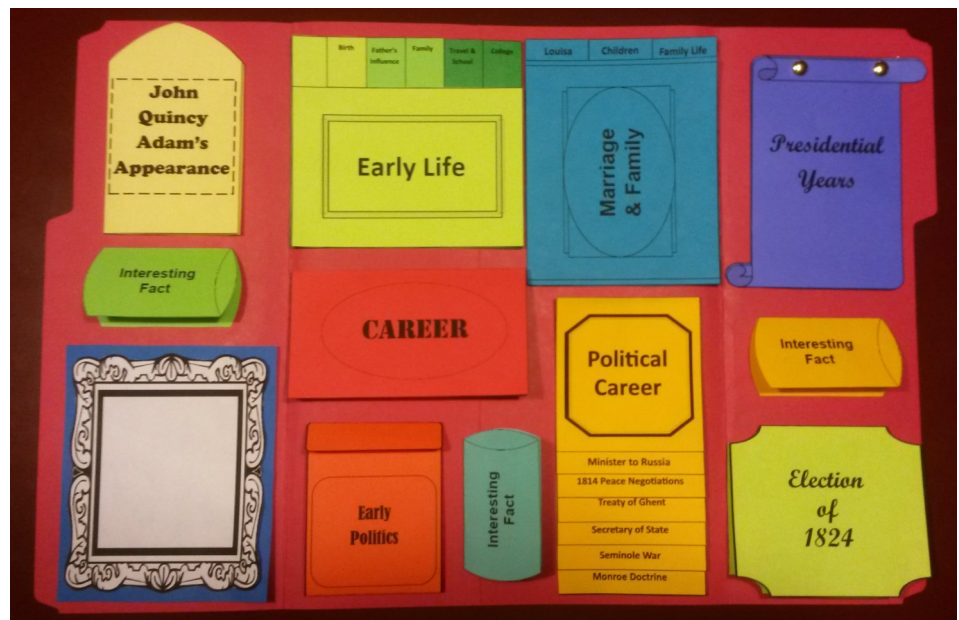 John
Quincy
Adam's
Appearance
Birth
Father's
Influence
Family
Travel &
School
College
Early Life
Louisa
Children
Family Life
Marriage
& Family
Presidential
Years
Interesting
Fact
CAREER
Political
Career
Minister to Russia
1814 Peace Negotiations
Treaty of Ghent
Secretary of State
Seminole War
Monroe Doctrine
Interesting
Fact
Early
Politics
Interesting
Fact
Election
of
1824